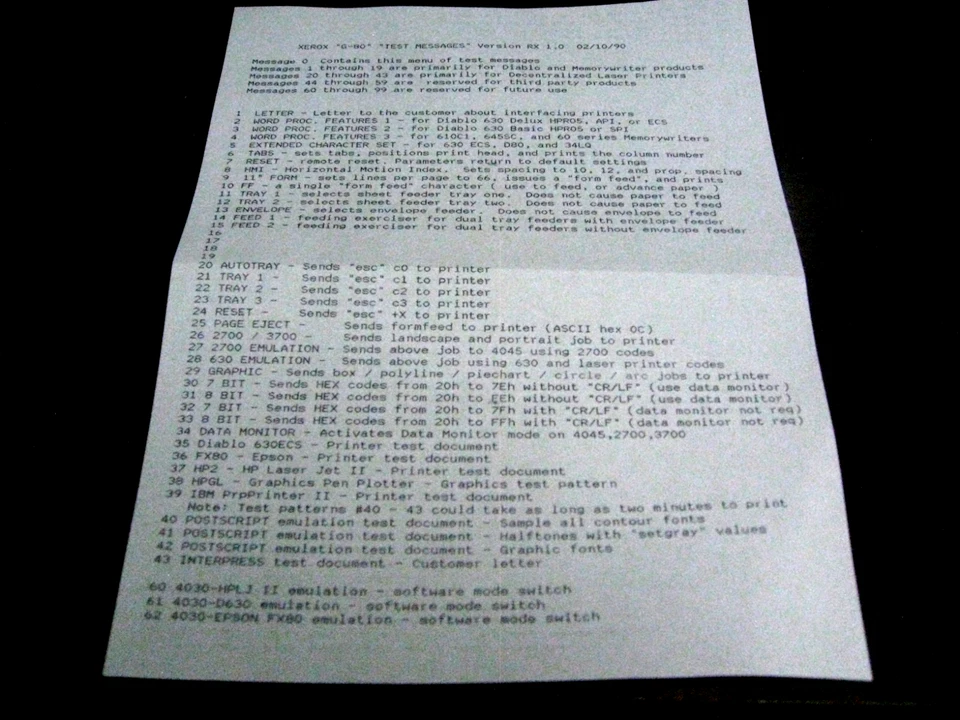 XEROX "G-80" "TEST MESSAGES" Version RX 1.0 02/10/90
Message 0 Contains this menu of test messages
Messages 1 through 19 are primarily for Diablo and Memorywriter products
Messages 20 through 43 are primarily for Decentralized Laser Printers
Messages 44 through 59 are reserved for third party products
Messages 60 through 99 are reserved for future use
1 LETTER - Letter to the customer about interfacing printers
2 WORD PROC. FEATURES 1 - for Diablo 630 Delux HPRO5, API, or ECS
3 WORD PROC. FEATURES 2 - for Diablo 630 Basic HPRO5 or SPI
4 WORD PROC. FEATURES 3 - for 610C1, 645SC, and 60 series Memorywriters
5 EXTENDED CHARACTER SET - for 630 ECS, D80, and 34LQ
6 TABS - sets tabs, positions print head, and prints the column number
7 RESET - remote reset. Parameters return to default settings
8 HMI - Horizontal Motion Index. Sets spacing to 10, 12, and prop. spacing
9 11" FORM - sets lines per page to 66, issues a "form feed", and prints
10 FF - a single "form feed" character ( use to feed, or advance paper )
11 TRAY 1 - selects sheet feeder tray one. Does not cause paper to feed
12 TRAY 2 - selects sheet feeder tray two. Does not cause paper to feed
13 ENVELOPE - selects envelope feeder. Does not cause envelope to feed
14 FEED 1 - feeding exerciser for dual tray feeders with envelope feeder
15 FEED 2 - feeding exerciser for dual tray feeders without envelope feeder
16
17
18
19
20 AUTOTRAY - Sends "esc" c0 to printer
21 TRAY 1 - Sends "esc" c1 to printer
22 TRAY 2 - Sends "esc" c2 to printer
23 TRAY 3 - Sends "esc" c3 to printer
24 RESET - Sends "esc" +X to printer
25 PAGE EJECT - Sends formfeed to printer (ASCII hex 0C)
26 2700 / 3700 - Sends landscape and portrait job to printer
27 2700 EMULATION - Sends above job to 4045 using 2700 codes
28 630 EMULATION - Sends above job using 630 and laser printer codes
29 GRAPHIC - Sends box / polyline / piechart / circle / arc jobs to printer
30 7 BIT - Sends HEX codes from 20h to 7Eh without "CR/LF" (use data monitor)
31 8 BIT - Sends HEX codes from 20h to EEh without "CR/LF" (use data monitor)
32 7 BIT - Sends HEX codes from 20h to 7Fh with "CR/LF" (data monitor not req)
33 8 BIT - Sends HEX codes from 20h to FFh with "CR/LF" (data monitor not req)
34 DATA MONITOR - Activates Data Monitor mode on 4045,2700,3700
35 Diablo 630ECS - Printer test document
36 FX80 - Epson - Printer test document
37 HP2 - HP Laser Jet II - Printer test document
38 HPGL - Graphics Pen Plotter - Graphics test pattern
39 IBM PrpPrinter II - Printer test document
Note: Test patterns #40 - 43 could take as long as two minutes to print
40 POSTSCRIPT emulation test document - Sample all contour fonts
41 POSTSCRIPT emulation test document - Halftones with "setgray" values
42 POSTSCRIPT emulation test document - Graphic fonts
43 INTERPRESS test document - Customer letter
60 4030-HPLJ II emulation - software mode switch
61 4030-D630 emulation - software mode switch
62 4030-EPSON FX80 emulation - software mode switch